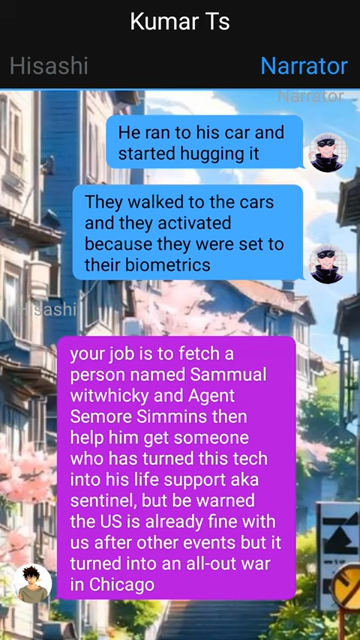 Kumar Ts
Hisashi
Narrator
Narrator
He ran to his car and
started hugging it
They walked to the cars
and they activated
because they were set to
their biometrics
Hisashi
your job is to fetch a
person named Sammual
witwhicky and Agent
Semore Simmins then
help him get someone
who has turned this tech
into his life support aka
sentinel, but be warned
the US is already fine with
us after other events but it
turned into an all-out war
in Chicago